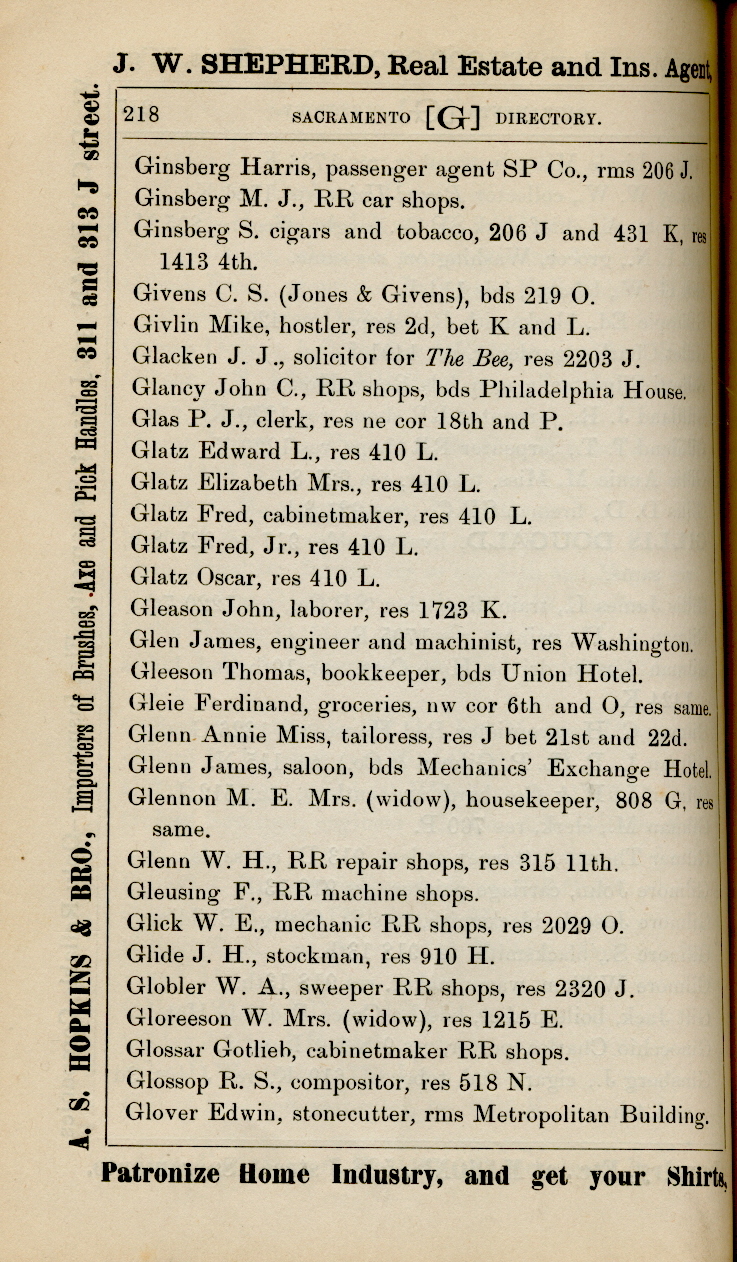 J. W. SHEPHERD, Real Estate and Ins. Agent,
218 SACRAMENTO [G] DIRECTORY.
Ginsberg Harris, passenger agent SP Co., rms 206 J.
Ginsberg M. J., RR car shops.
Ginsberg S. cigars and tobacco, 206 J and 431 K, res
1413 4th.
Givens C. S. (Jones & Givens), bds 219 O.
Givlin Mike, hostler, res 2d, bet K and L.
Glacken J. J., solicitor for The Bee, res 2203 J.
Glancy John C., RR shops, bds Philadelphia House.
Glas P. J., clerk, res ne cor 18th and P.
Glatz Edward L., res 410 L.
Glatz Elizabeth Mrs., res 410 L.
Glatz Fred, cabinetmaker, res 410 L.
Glatz Fred, Jr., res 410 L.
Glatz Oscar, res 410 L.
Gleason John, laborer, res 1723 K.
Glen James, engineer and machinist, res Washington.
Gleeson Thomas, bookkeeper, bds Union Hotel.
Gleie Ferdinand, groceries, nw cor 6th and O, res same.
Glenn Annie Miss, tailoress, res J bet 21st and 22d.
Glenn James, saloon, bds Mechanics' Exchange Hotel.
Glennon M. E. Mrs. (widow), housekeeper, 808 G, res
same.
Glenn W. H., RR repair shops, res 315 11th.
Gleusing F., RR machine shops.
Glick W. E., mechanic RR shops, res 2029 O.
Glide J. H., stockman, res 910 H.
Globler W. A., sweeper RR shops, res 2320 J.
Gloreeson W. Mrs. (widow), res 1215 E.
Glossar Gotlieb, cabinetmaker RR shops.
Glossop R. S., compositor, res 518 N.
Glover Edwin, stonecutter, rms Metropolitan Building.
Patronize Home Industry, and get your Shirts,
A. S. HOPKINS & BRO., Importers of Brushes, Axe and Pick Handles, 311 and 313 J street.